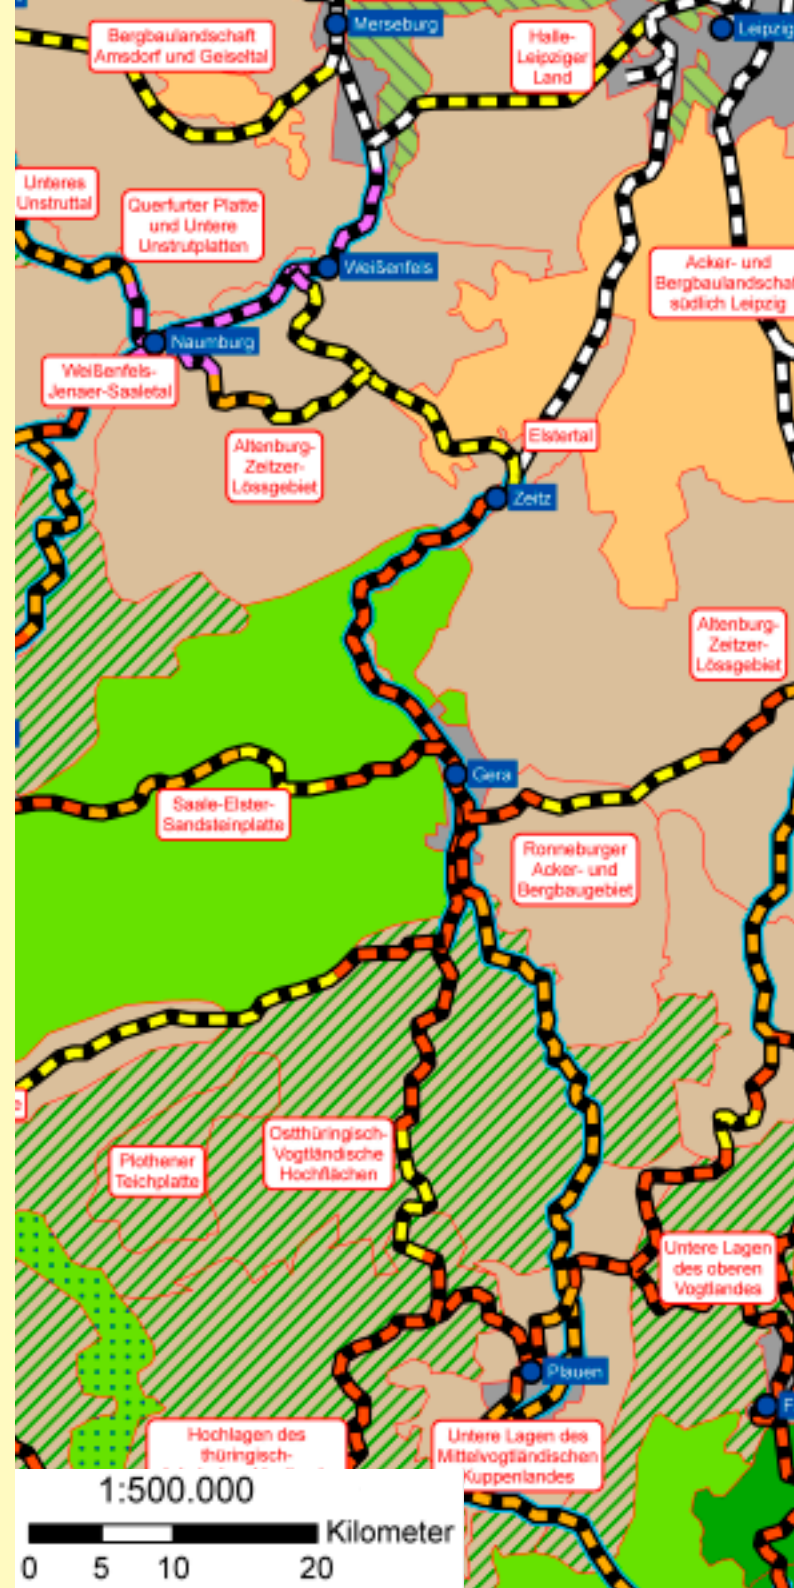 Merseburg
Leipzig
Bergbaulandschaft
Amsdorf und Geiseltal
Halle-
Leipziger
Land
Unteres
Unstruttal
Querfurter Platte
und Untere
Unstrutplatten
Weißenfels
Acker- und
Bergbaulandschaf
südlich Leipzig
Naumburg
Weißenfels-
Jenaer-Saaletal
Altenburg-
Zeitzer-
Lössgebiet
Elstertal
Zeitz
Altenburg-
Zeitzer-
Lössgebiet
Gera
Saale-Elster-
Sandsteinplatte
Ronneburger
Acker- und
Bergbaugebiet
e
Ostthüringisch-
Vogtländische
Hochflächen
Plothener
Teichplatte
Untere Lagen
des oberen
Vogtlandes
Plauen
F
Hochlagen des
thüringisch-
Untere Lagen des
Mittelvogtländischen
Kuppenlandes
1:500.000
Kilometer
0 5 10 20